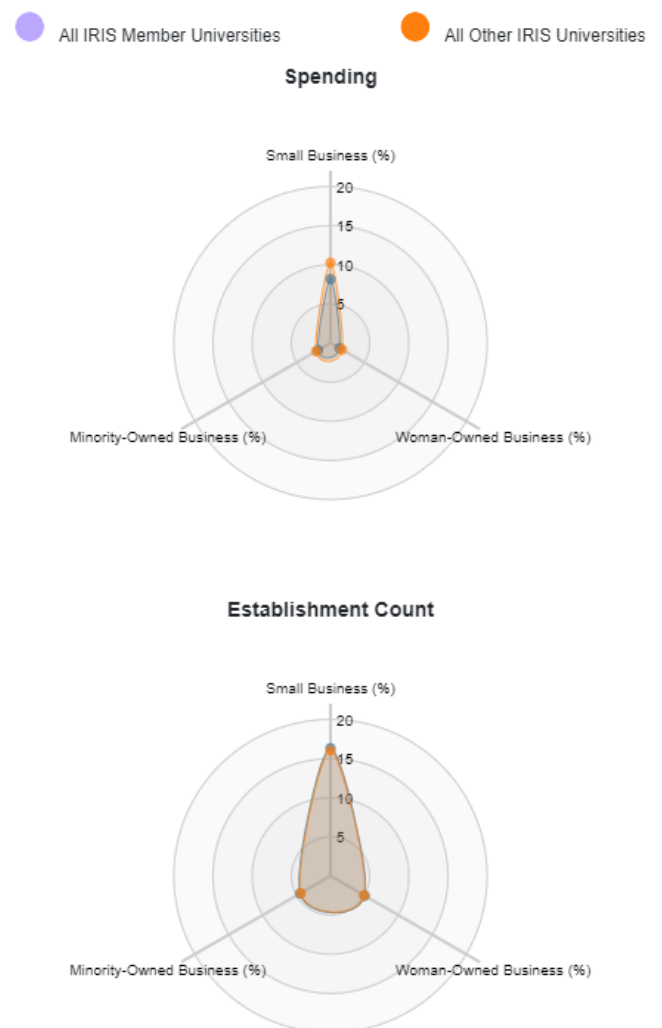 All IRIS Member Universities
All Other IRIS Universities
Spending
Small Business (%)
20
15
10
5
Minority-Owned Business (%)
Woman-Owned Business (%)
Establishment Count
Small Business (%)
20
15
10
5
Minority-Owned Business (%)
Woman-Owned Business (%)